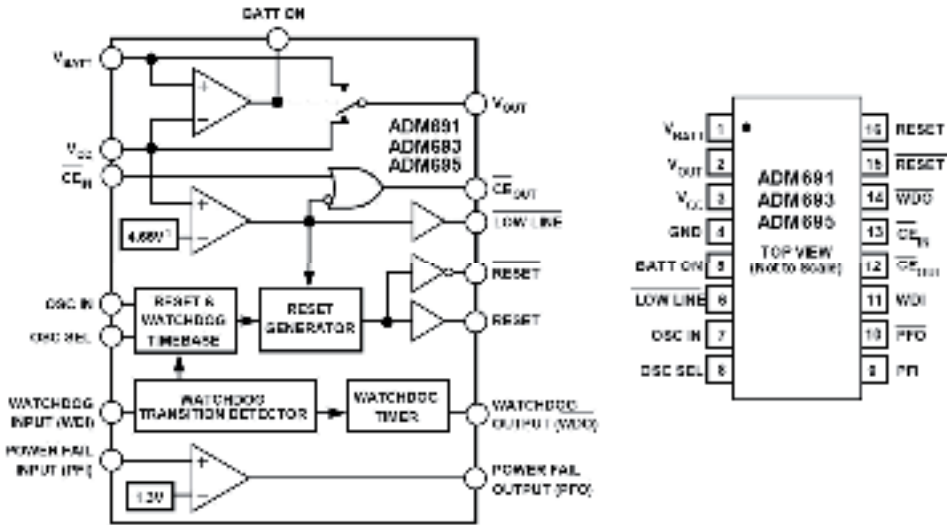 BATT ON
VBATT
VOUT
ADM691
ADM693
ADM695
VCC
CEIN
CEOUT
4.65V1
LOW LINE
RESET
OSC IN
RESET &
WATCHDOG
TIMEBASE
RESET
GENERATOR
RESET
OSC SEL
WATCHDOG
INPUT (WDI)
WATCHDOG
TRANSITION DETECTOR
WATCHDOG
TIMER
WATCHDOG
OUTPUT (WDO)
POWER FAIL
INPUT (PFI)
1.3V
POWER FAIL
OUTPUT (PFO)
VBATT 1
VOUT 2
VCC 3
GND 4
BATT ON 5
LOW LINE 6
OSC IN 7
OSC SEL 8
ADM691
ADM693
ADM695
TOP VIEW
(Not to Scale)
16 RESET
15 RESET
14 WDO
13 CEIN
12 CEOUT
11 WDI
10 PFO
9 PFI